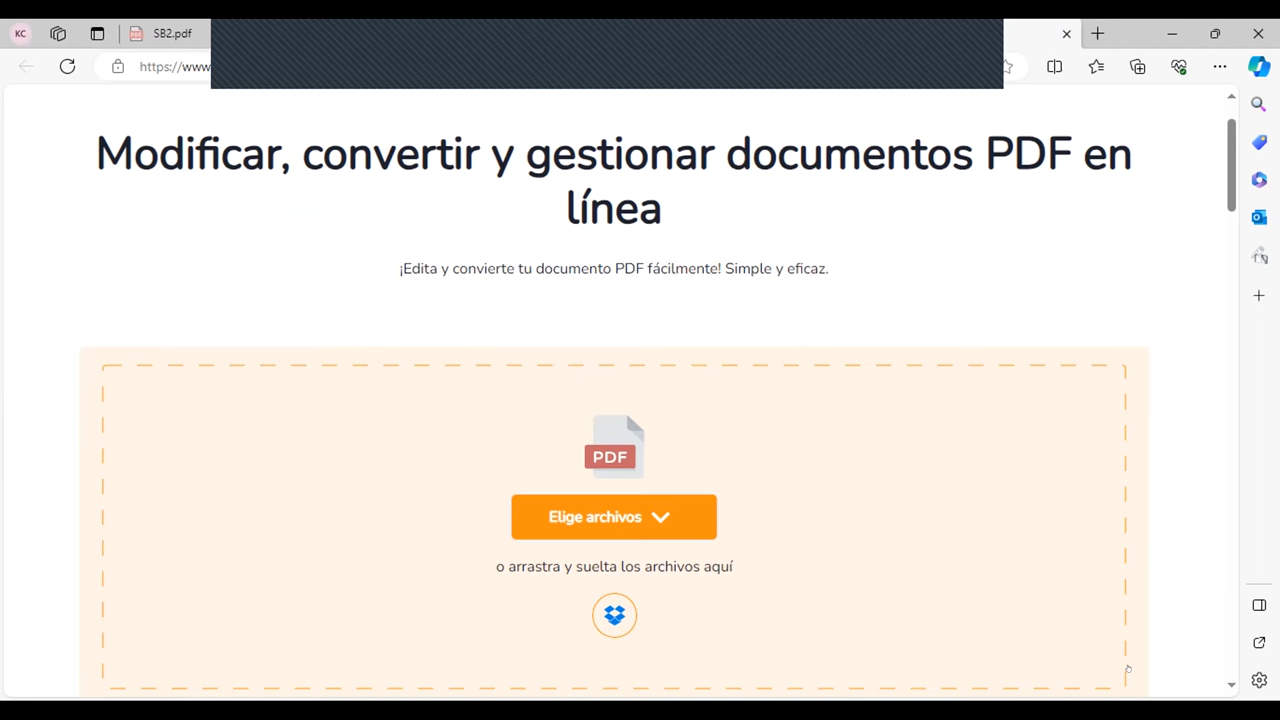 KC
SB2.pdf
https://www
Modificar, convertir y gestionar documentos PDF en
línea
¡Edita y convierte tu documento PDF fácilmente! Simple y eficaz.
PDF
Elige archivos
o arrastra y suelta los archivos aquí